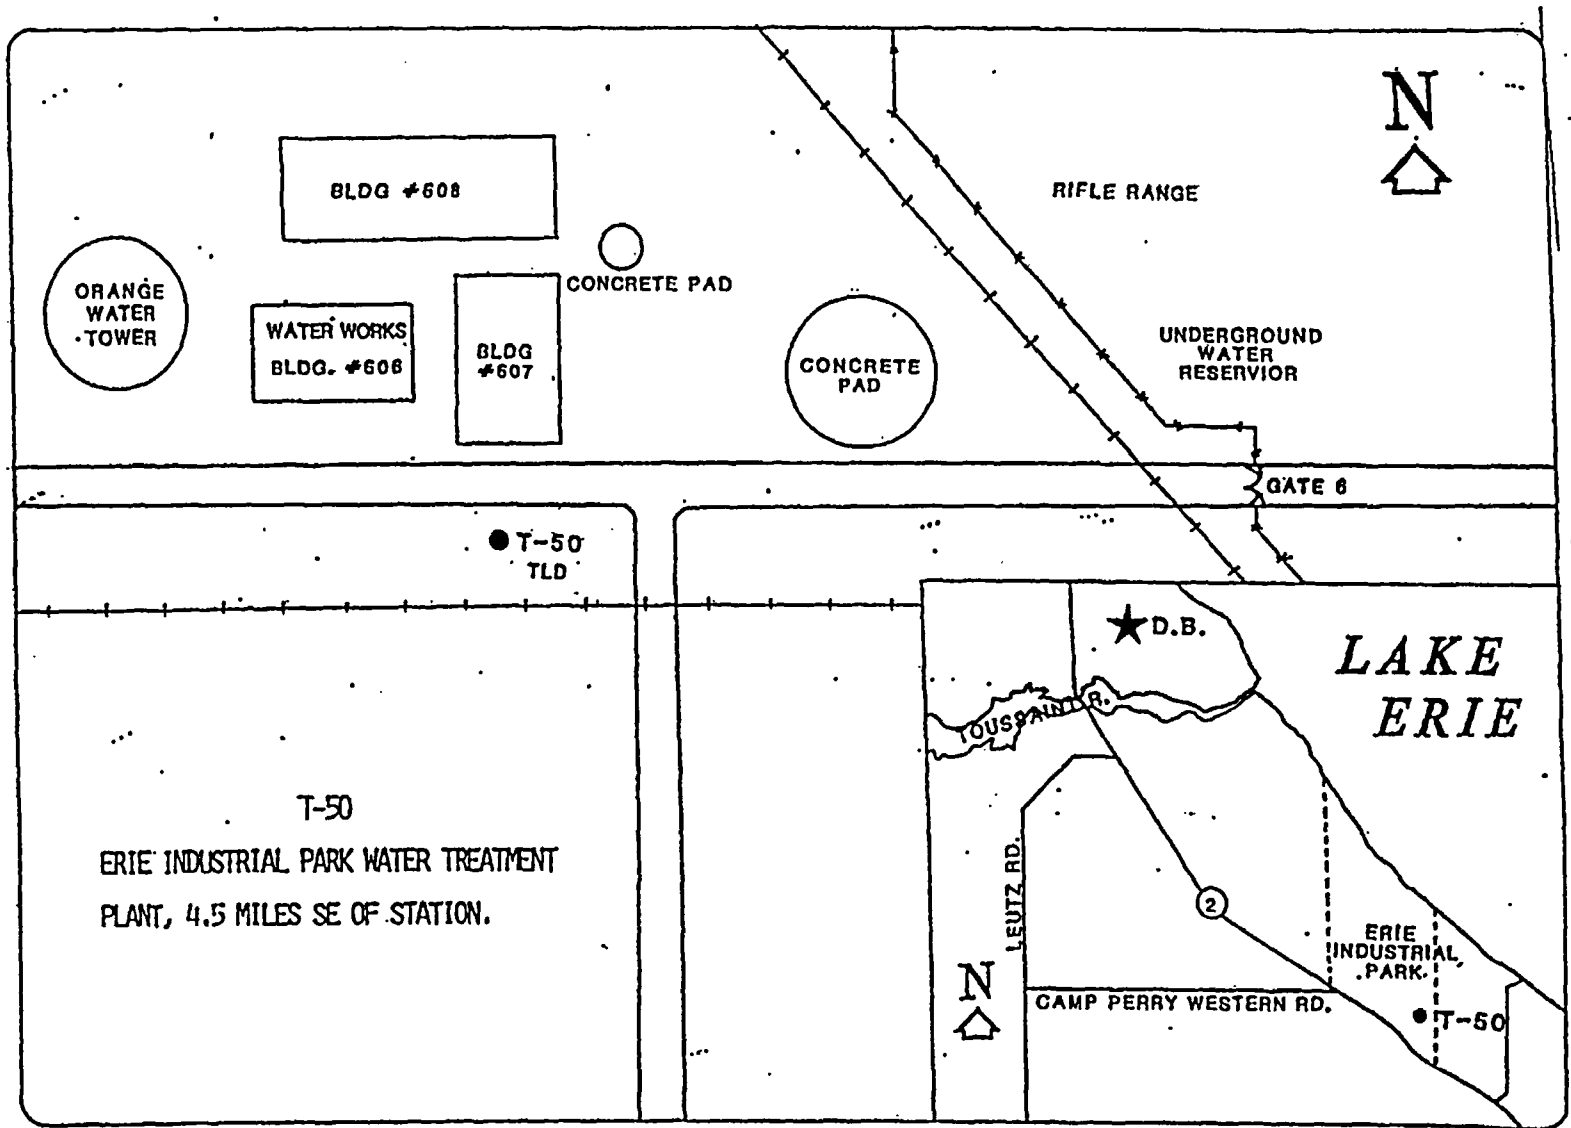 N
BLDG #608
RIFLE RANGE
ORANGE
WATER
TOWER
CONCRETE PAD
WATER WORKS
BLDG. #606
BLDG
#607
UNDERGROUND
WATER
RESERVIOR
CONCRETE
PAD
GATE 6
T-50
TLD
D.B.
LAKE
ERIE
TOUSSAINT R.
T-50
ERIE INDUSTRIAL PARK WATER TREATMENT
PLANT, 4.5 MILES SE OF STATION.
LEUTZ RD.
2
ERIE
INDUSTRIAL
PARK
N
CAMP PERRY WESTERN RD.
T-50